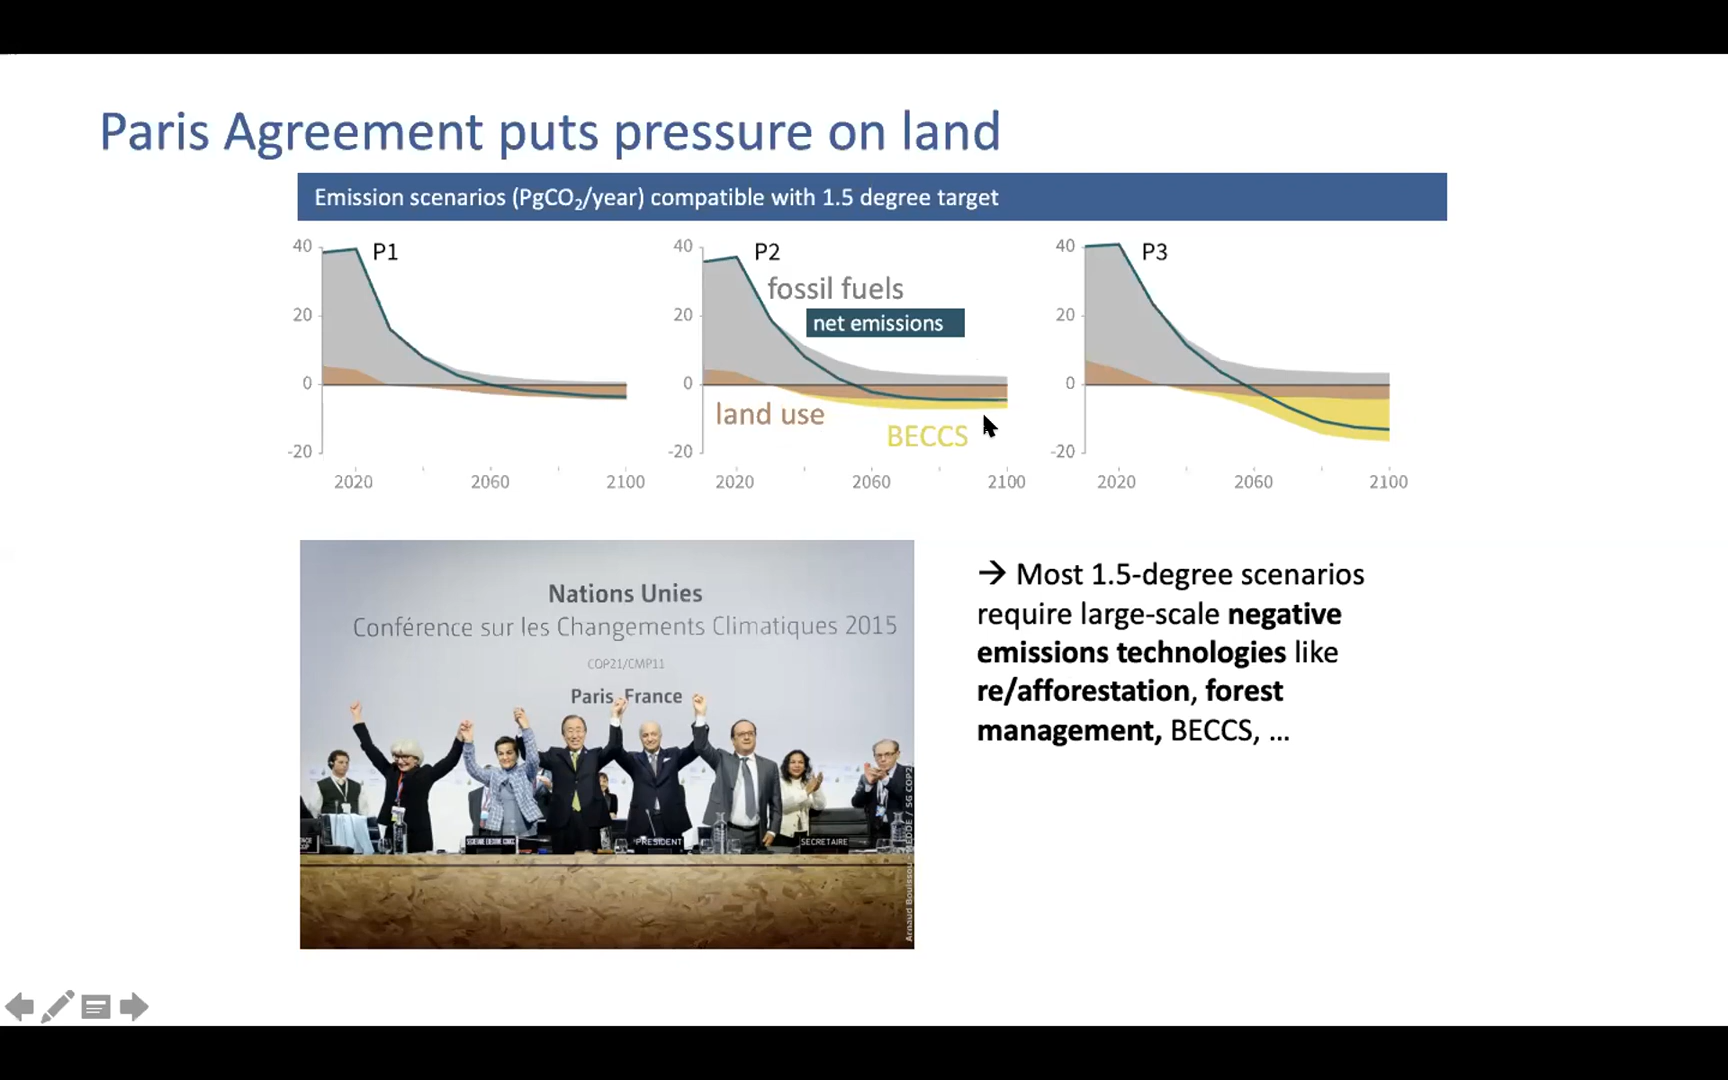 Paris Agreement puts pressure on land
Emission scenarios (PgCO₂/year) compatible with 1.5 degree target
40
20
0
-20
P1
2020
2060
2100
40
20
0
-20
P2
fossil fuels
net emissions
land use
BECCS
2020
2060
2100
40
20
0
-20
P3
2020
2060
2100
Nations Unies
Conférence sur les Changements Climatiques 2015
COP21/CMP11
Paris, France
PRESIDENT
SECRETAIRE
→ Most 1.5-degree scenarios
require large-scale negative
emissions technologies like
re/afforestation, forest
management, BECCS, ...